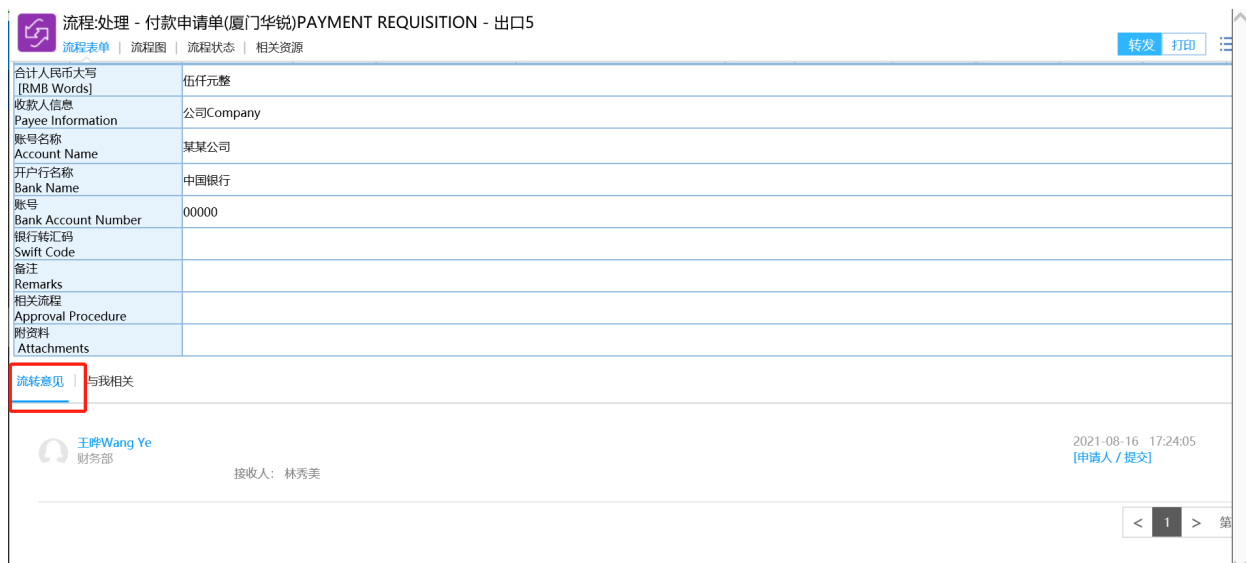 流程:处理 - 付款申请单(厦门华锐)PAYMENT REQUISITION - 出口5
流程表单 | 流程图 | 流程状态 | 相关资源
转发 打印
合计人民币大写
[RMB Words]
伍仟元整
收款人信息
Payee Information
公司Company
账号名称
Account Name
某某公司
开户行名称
Bank Name
中国银行
账号
Bank Account Number
00000
银行转汇码
Swift Code
备注
Remarks
相关流程
Approval Procedure
附资料
Attachments
流转意见 | 与我相关
王晔Wang Ye
财务部
接收人: 林秀美
2021-08-16 17:24:05
[申请人 / 提交]
< 1 > 第